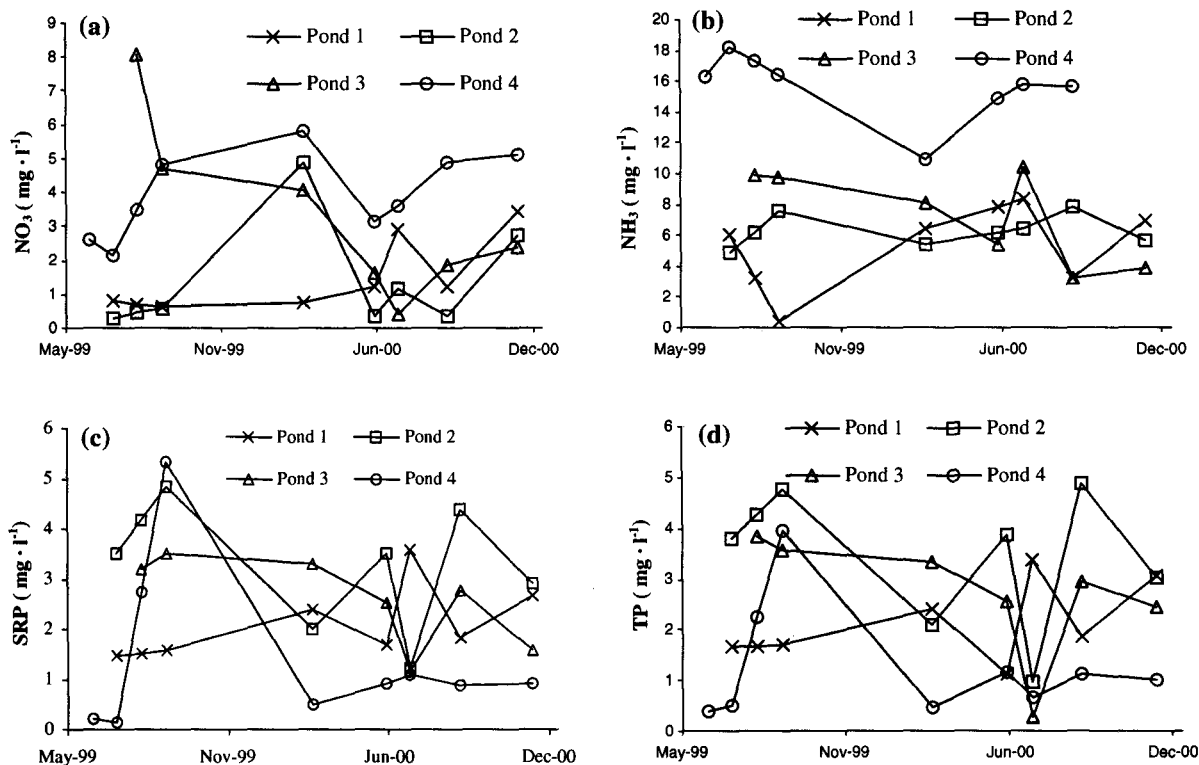 (a)
Pond 1
Pond 2
Pond 3
Pond 4
NO₃ ( mg · l⁻¹)
9
8
7
6
5
4
3
2
1
0
May-99
Nov-99
Jun-00
Dec-00
(b)
Pond 1
Pond 2
Pond 3
Pond 4
NH₃ ( mg · l⁻¹)
20
18
16
14
12
10
8
6
4
2
0
May-99
Nov-99
Jun-00
Dec-00
(c)
Pond 1
Pond 2
Pond 3
Pond 4
SRP ( mg · l⁻¹)
6
5
4
3
2
1
0
May-99
Nov-99
Jun-00
Dec-00
(d)
Pond 1
Pond 2
Pond 3
Pond 4
TP ( mg · l⁻¹)
6
5
4
3
2
1
0
May-99
Nov-99
Jun-00
Dec-00